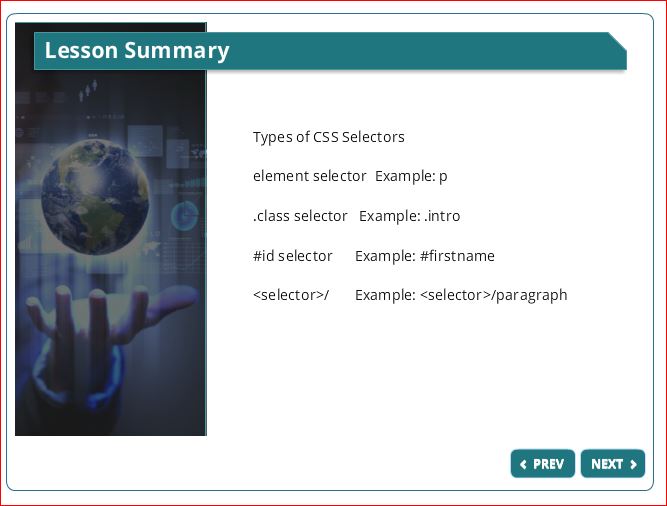 Lesson Summary
Types of CSS Selectors
element selector Example: p
.class selector Example: .intro
#id selector Example: #firstname
<selector>/ Example: <selector>/paragraph
PREV NEXT